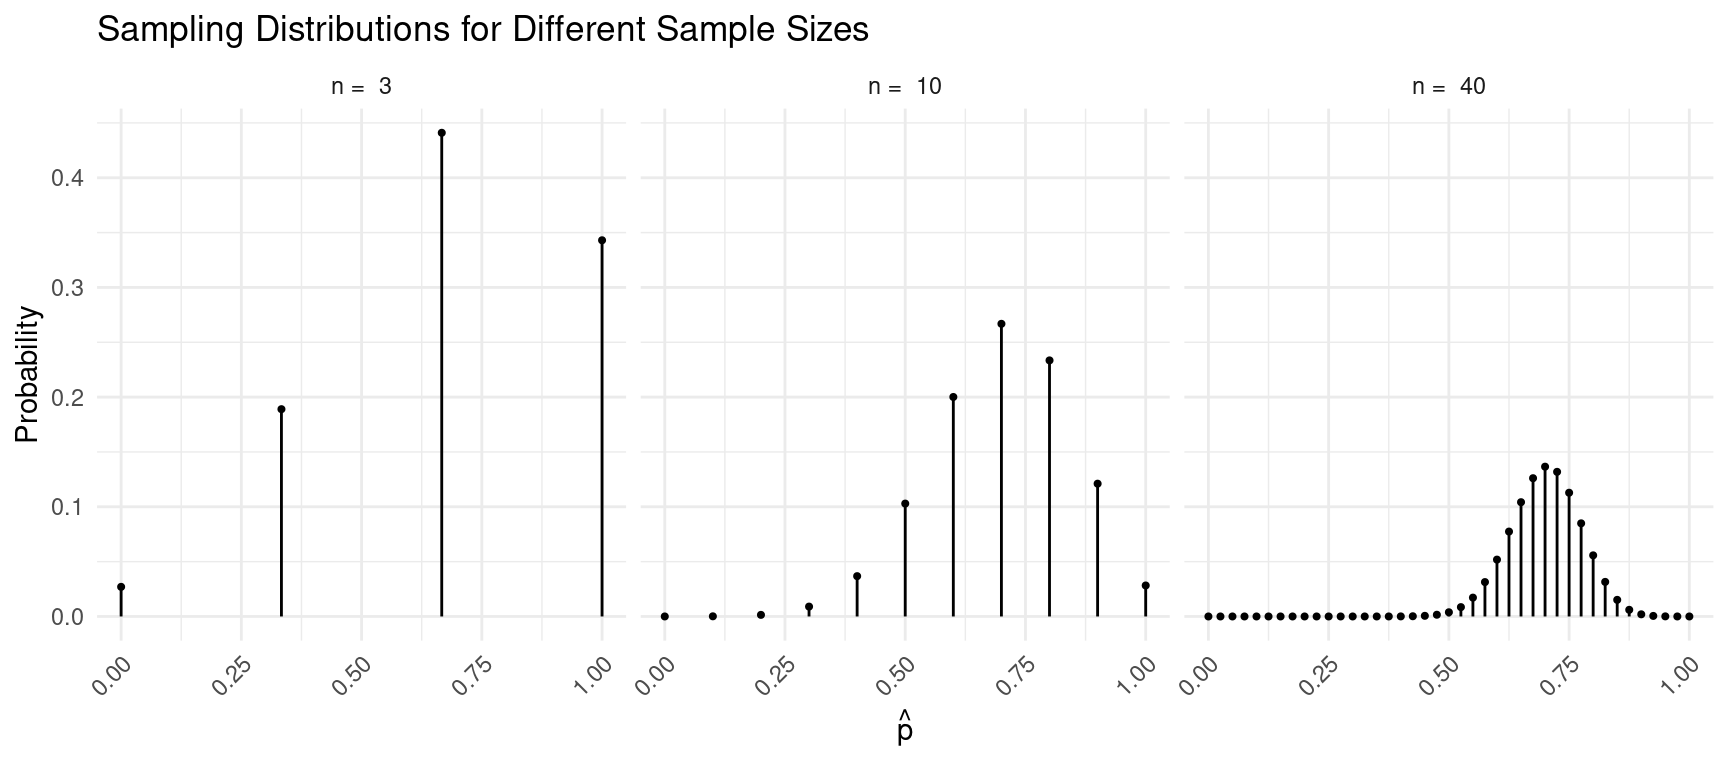 Sampling Distributions for Different Sample Sizes
n = 3
n = 10
n = 40
Probability
0.4
0.3
0.2
0.1
0.0
0.00 0.25 0.50 0.75 1.00
0.00 0.25 0.50 0.75 1.00
0.00 0.25 0.50 0.75 1.00
p̂